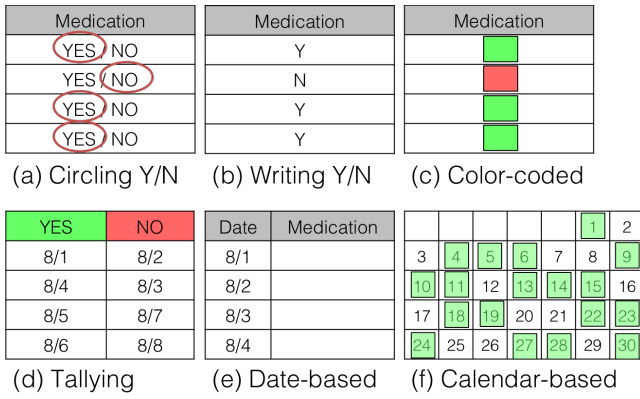 Medication
YES / NO
YES / NO
YES / NO
YES / NO
(a) Circling Y/N
Medication
Y
N
Y
Y
(b) Writing Y/N
Medication
(c) Color-coded
YES NO
8/1 8/2
8/4 8/3
8/5 8/7
8/6 8/8
(d) Tallying
Date Medication
8/1
8/2
8/3
8/4
(e) Date-based
1 2
3 4 5 6 7 8 9
10 11 12 13 14 15 16
17 18 19 20 21 22 23
24 25 26 27 28 29 30
(f) Calendar-based